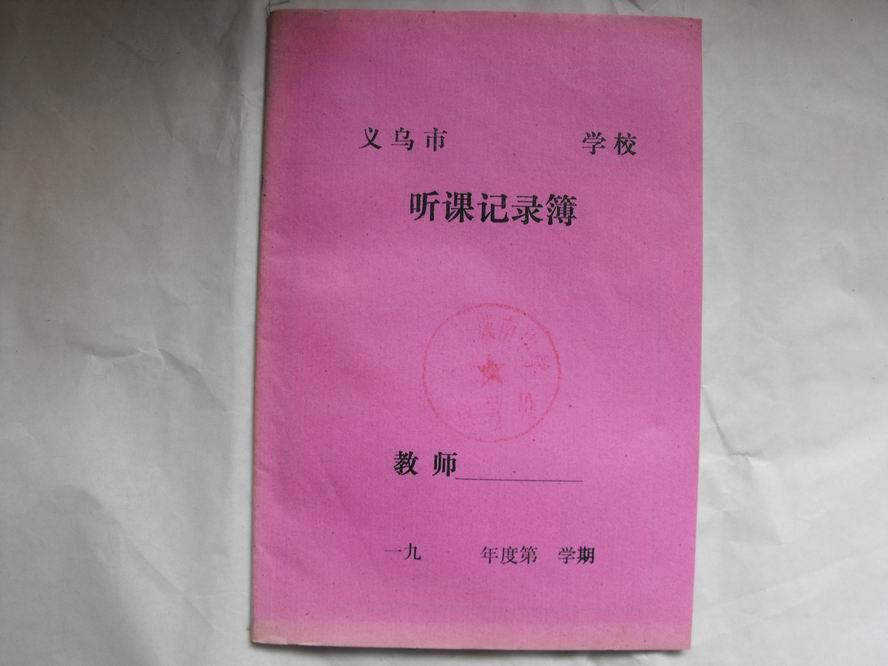 义乌市 学校
听课记录簿
教师
一九 年度第 学期